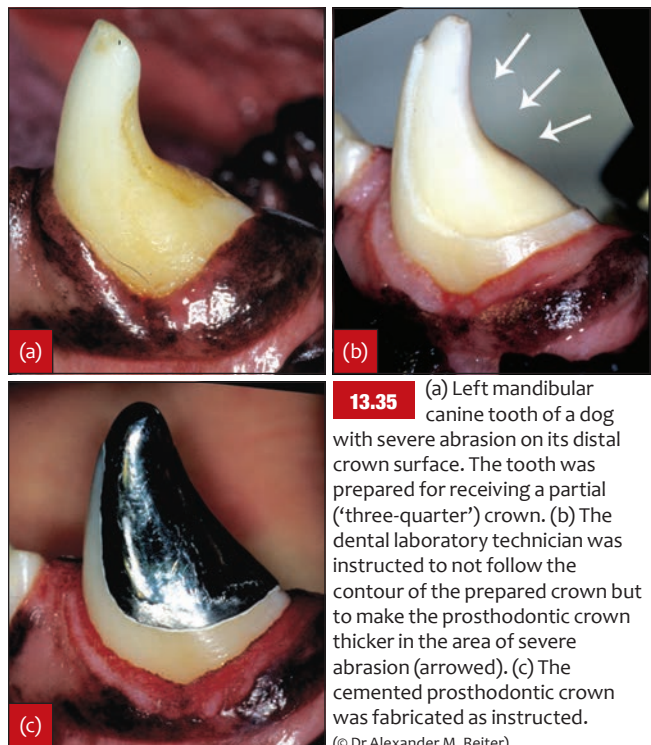 (a)
(b)
(c)
13.35
(a) Left mandibular
canine tooth of a dog
with severe abrasion on its distal
crown surface. The tooth was
prepared for receiving a partial
(‘three-quarter’) crown. (b) The
dental laboratory technician was
instructed to not follow the
contour of the prepared crown but
to make the prosthodontic crown
thicker in the area of severe
abrasion (arrowed). (c) The
cemented prosthodontic crown
was fabricated as instructed.
(© Dr Alexander M. Reiter)